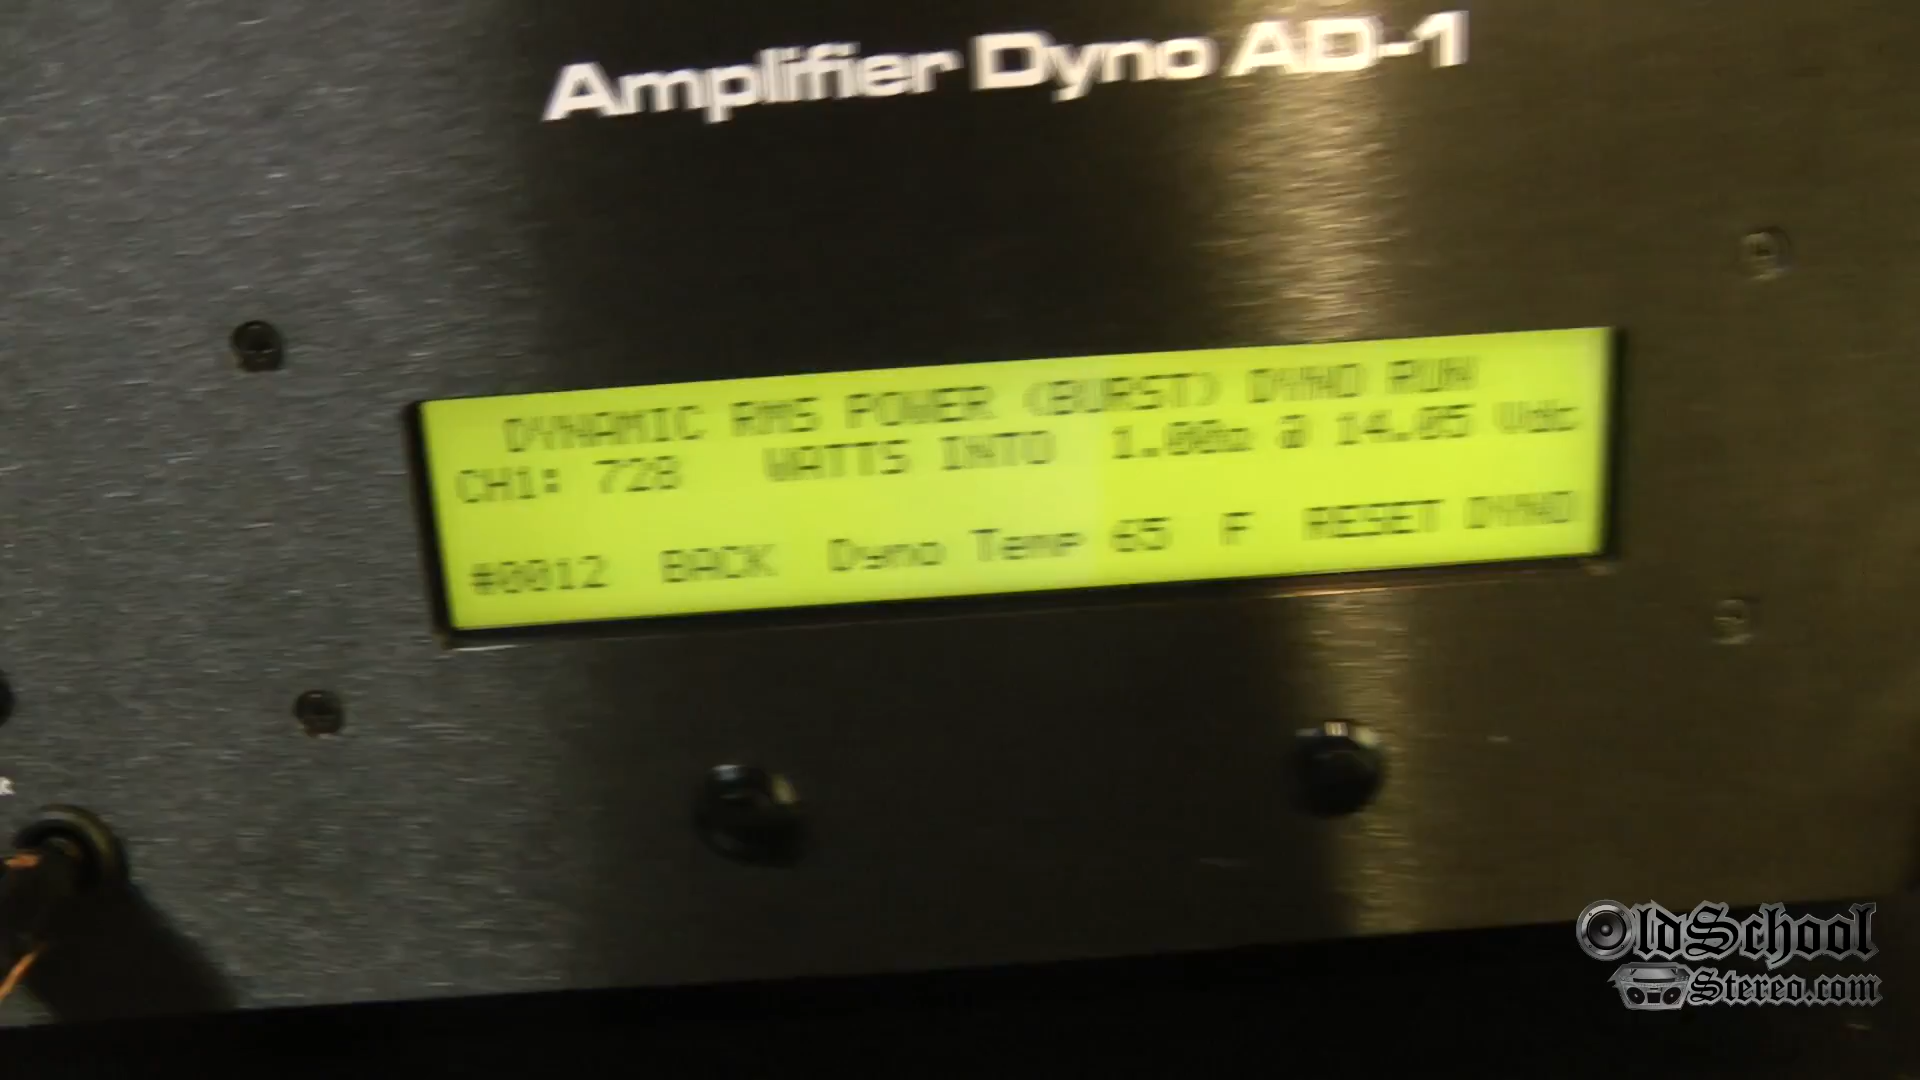 Amplifier Dyno AD-1
DYNAMIC RMS POWER (BURST) DYNO RUN
CH1: 728 WATTS INTO 1.00Ω @ 14.05 Vdc
#0012 BACK Dyno Temp 65 F RESET DYNO
OldSchool
Stereo.com